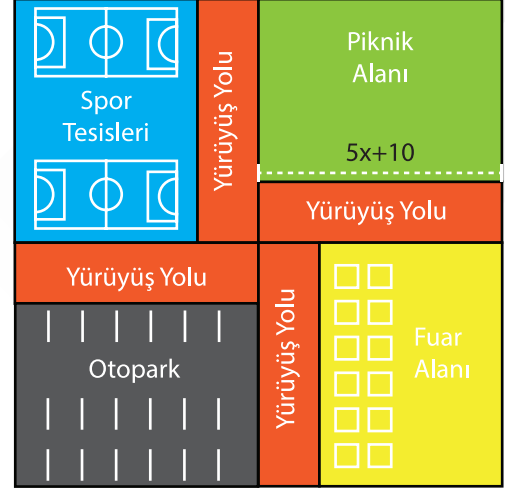 Spor
Tesisleri
Yürüyüş Yolu
Piknik
Alanı
5x+10
Yürüyüş Yolu
Yürüyüş Yolu
Otopark
Yürüyüş Yolu
Fuar
Alanı